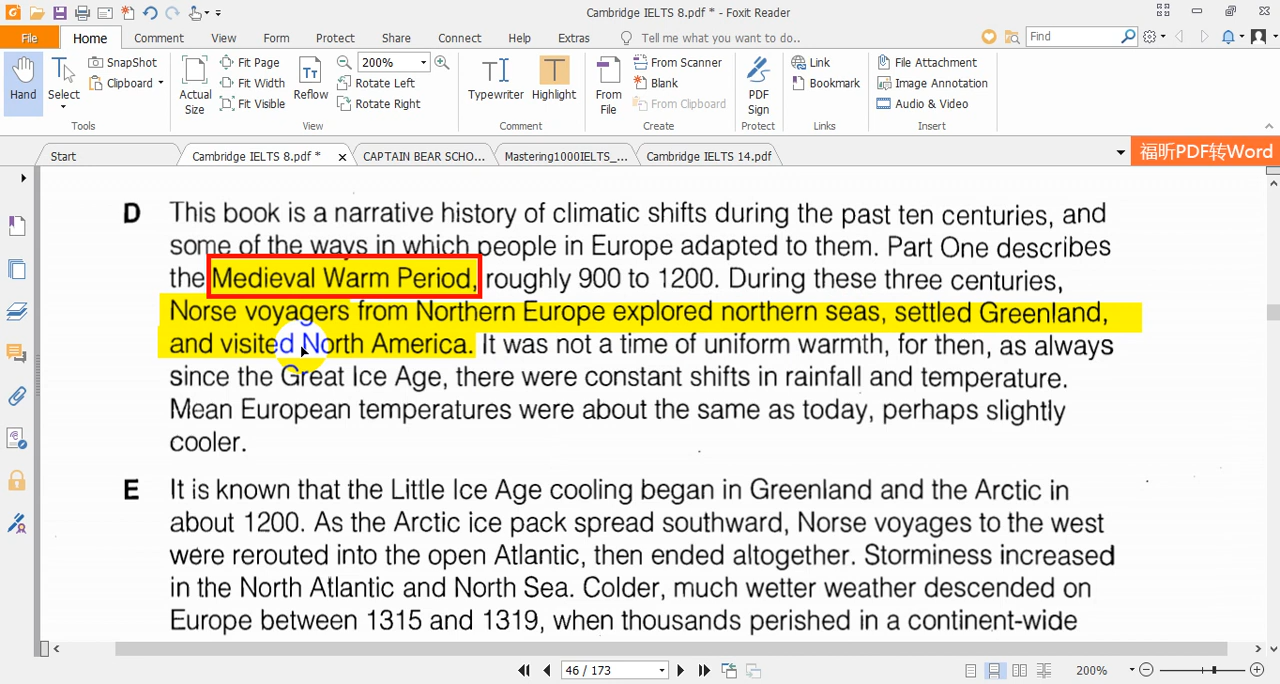 Cambridge IELTS 8.pdf * - Foxit Reader
File Home Comment View Form Protect Share Connect Help Extras Tell me what you want to do.. Find
SnapShot Fit Page 200% Fit Width Rotate Left From Scanner Link File Attachment
Hand Select Clipboard Actual Size Fit Visible Reflow Rotate Right Typewriter Highlight From File Blank From Clipboard PDF Sign Bookmark Image Annotation Audio & Video
Tools View Comment Create Protect Links Insert
Start Cambridge IELTS 8.pdf * CAPTAIN BEAR SCHO... Mastering1000IELTS_... Cambridge IELTS 14.pdf 福昕PDF转Word
D This book is a narrative history of climatic shifts during the past ten centuries, and
some of the ways in which people in Europe adapted to them. Part One describes
the Medieval Warm Period, roughly 900 to 1200. During these three centuries,
Norse voyagers from Northern Europe explored northern seas, settled Greenland,
and visited North America. It was not a time of uniform warmth, for then, as always
since the Great Ice Age, there were constant shifts in rainfall and temperature.
Mean European temperatures were about the same as today, perhaps slightly
cooler.
E It is known that the Little Ice Age cooling began in Greenland and the Arctic in
about 1200. As the Arctic ice pack spread southward, Norse voyages to the west
were rerouted into the open Atlantic, then ended altogether. Storminess increased
in the North Atlantic and North Sea. Colder, much wetter weather descended on
Europe between 1315 and 1319, when thousands perished in a continent-wide
46 / 173 200%